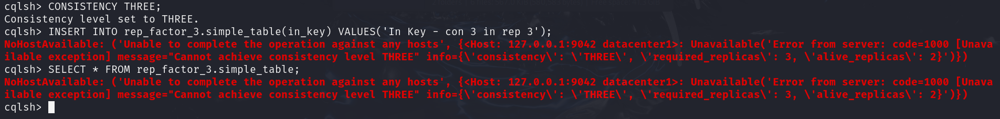 cqlsh> CONSISTENCY THREE;
Consistency level set to THREE.
cqlsh> INSERT INTO rep_factor_3.simple_table(in_key) VALUES('In Key - con 3 in rep 3');
NoHostAvailable: ('Unable to complete the operation against any hosts', {<Host: 127.0.0.1:9042 datacenter1>: Unavailable('Error from server: code=1000 [Unava
ilable exception] message="Cannot achieve consistency level THREE" info={\'consistency\': \'THREE\', \'required_replicas\': 3, \'alive_replicas\': 2}')})
cqlsh> SELECT * FROM rep_factor_3.simple_table;
NoHostAvailable: ('Unable to complete the operation against any hosts', {<Host: 127.0.0.1:9042 datacenter1>: Unavailable('Error from server: code=1000 [Unava
ilable exception] message="Cannot achieve consistency level THREE" info={\'consistency\': \'THREE\', \'required_replicas\': 3, \'alive_replicas\': 2}')})
cqlsh>